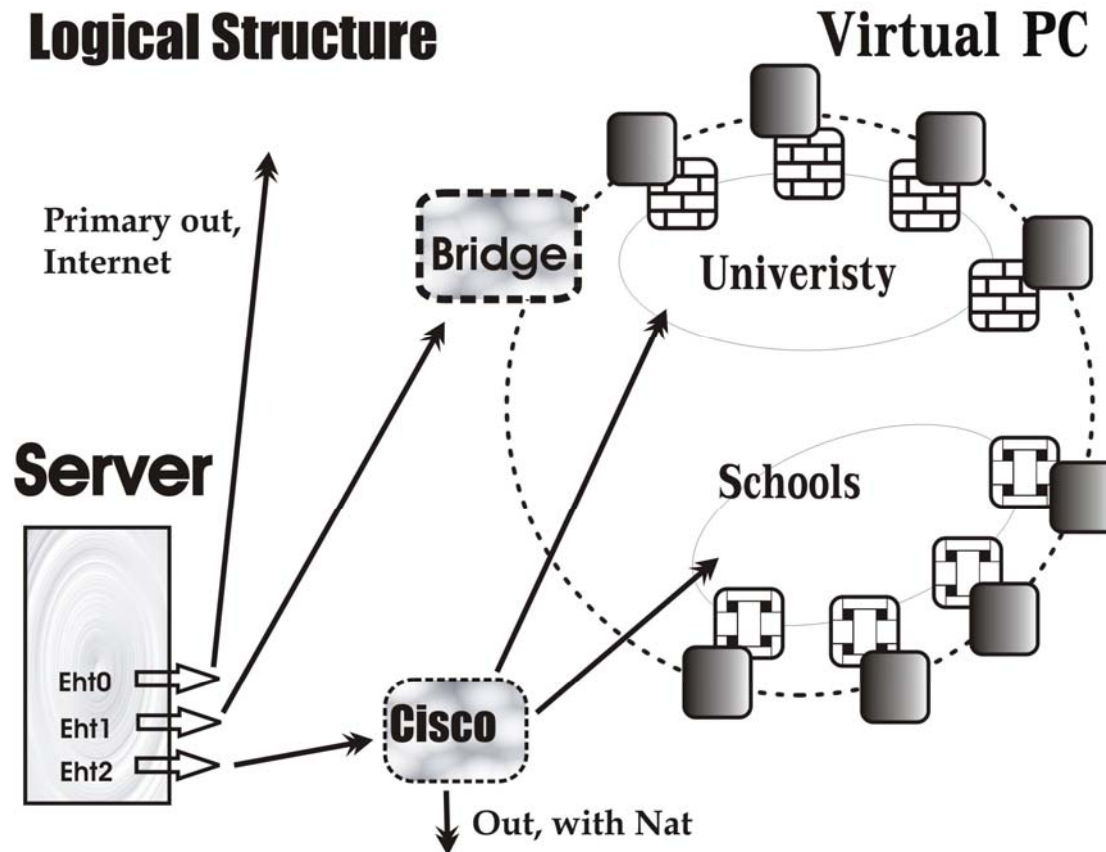 Logical Structure
Virtual PC
Primary out,
Internet
Bridge
Univeristy
Server
Schools
Eht0
Eht1
Eht2
Cisco
Out, with Nat